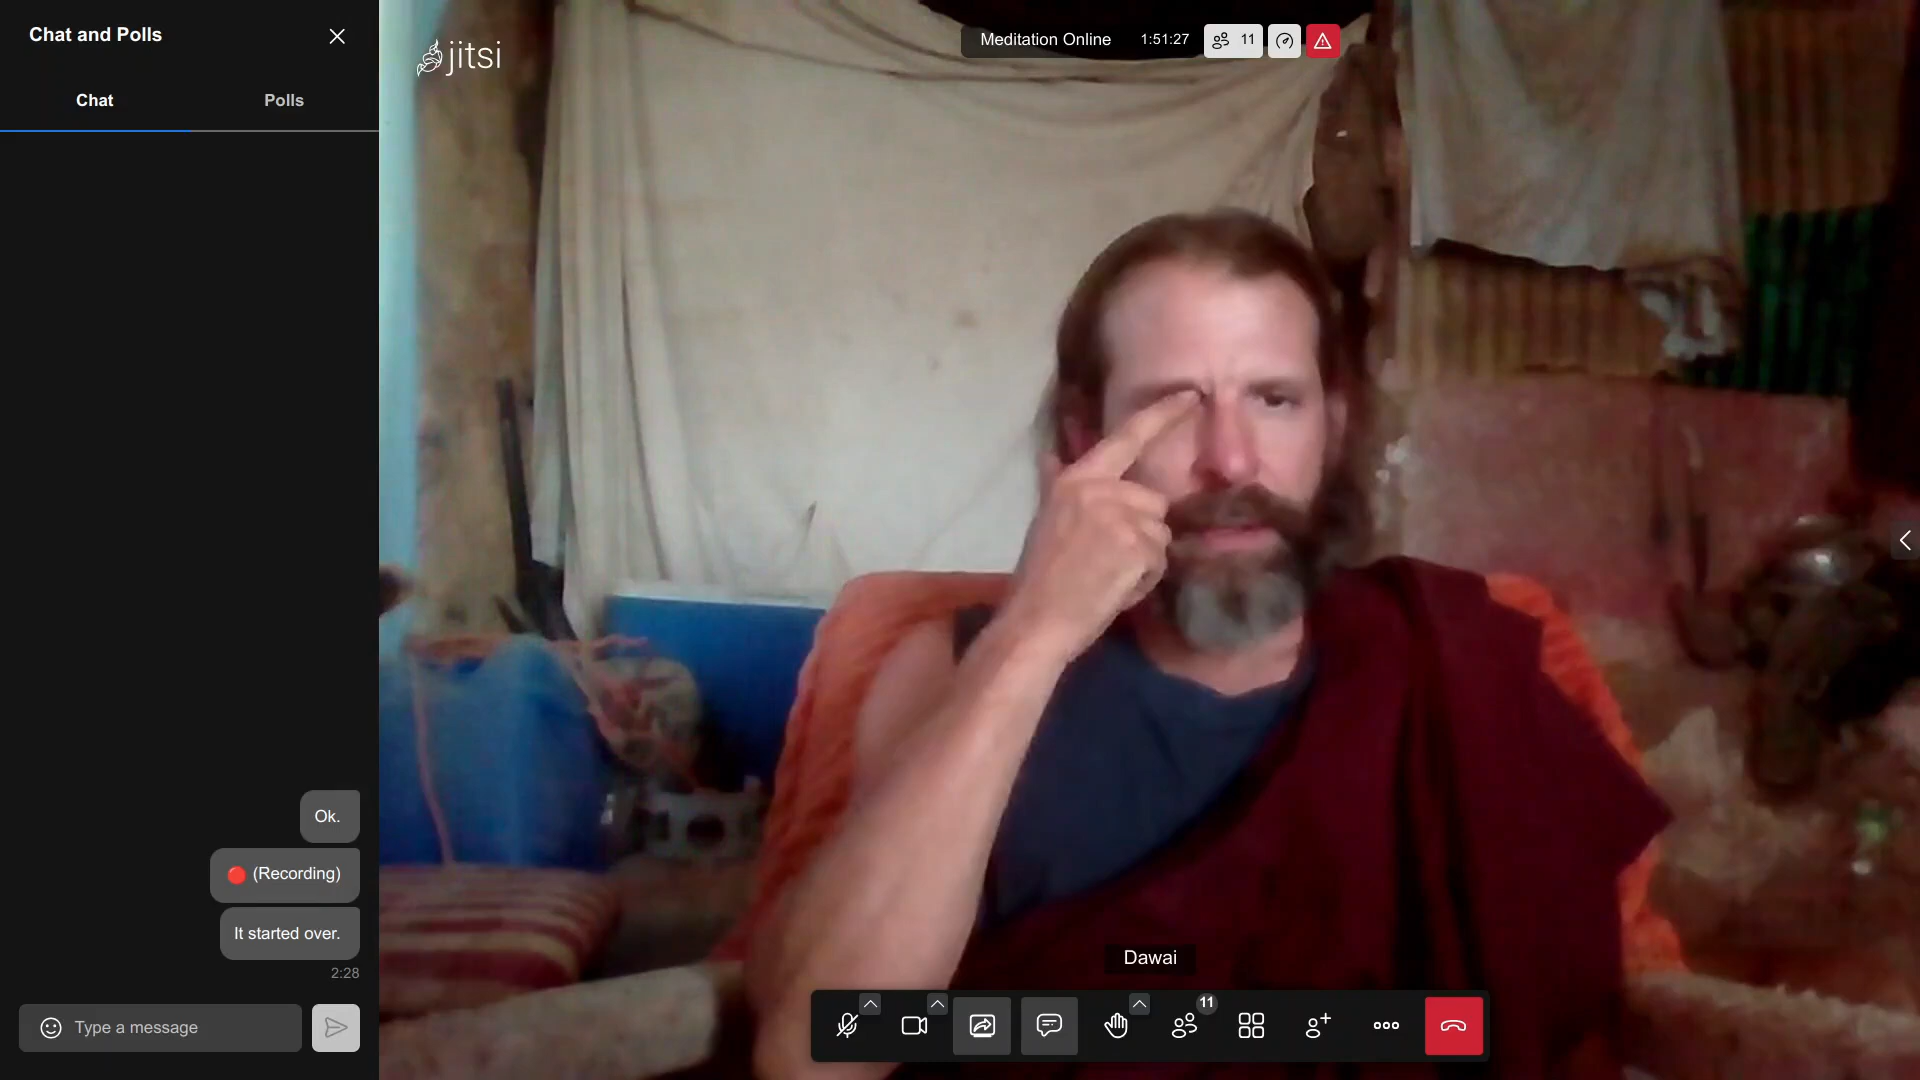 Chat and Polls
Chat
Polls
Ok.
🔴 (Recording)
It started over.
2:28
Type a message
jitsi
Meditation Online
1:51:27
11
Dawai
11